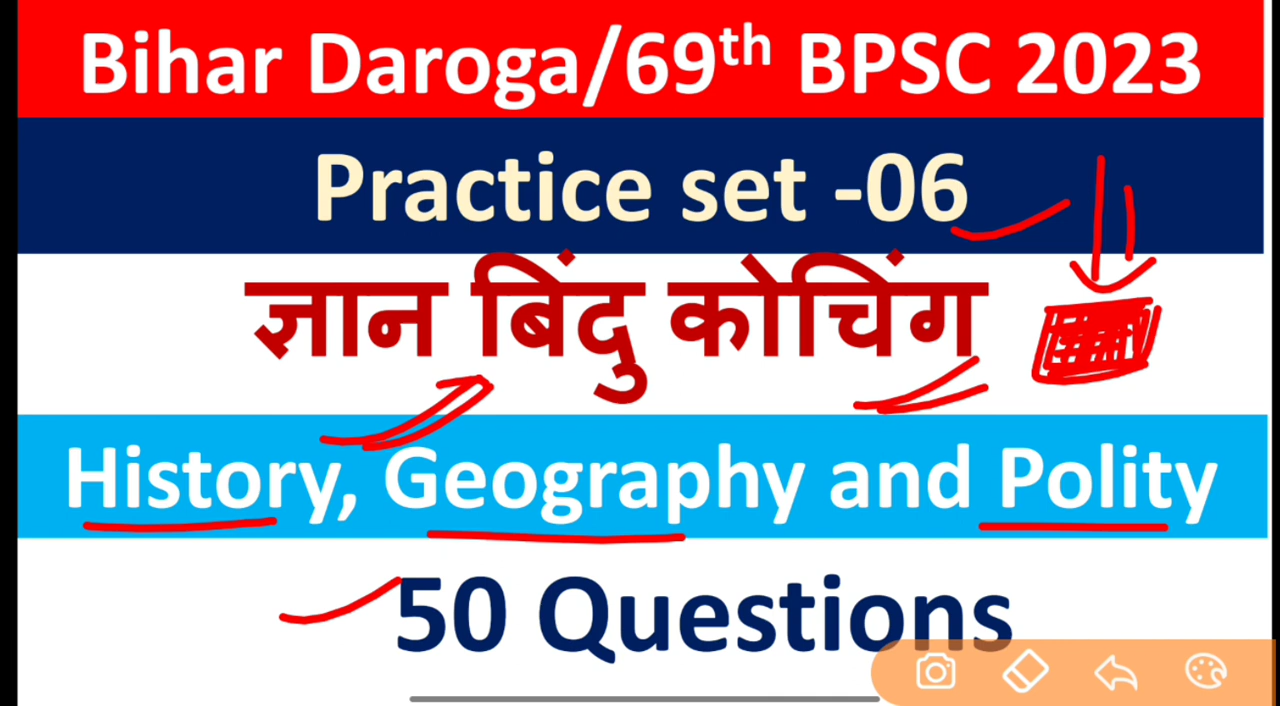 Bihar Daroga/69th BPSC 2023
Practice set -06
ज्ञान बिंदु कोचिंग
History, Geography and Polity
50 Questions